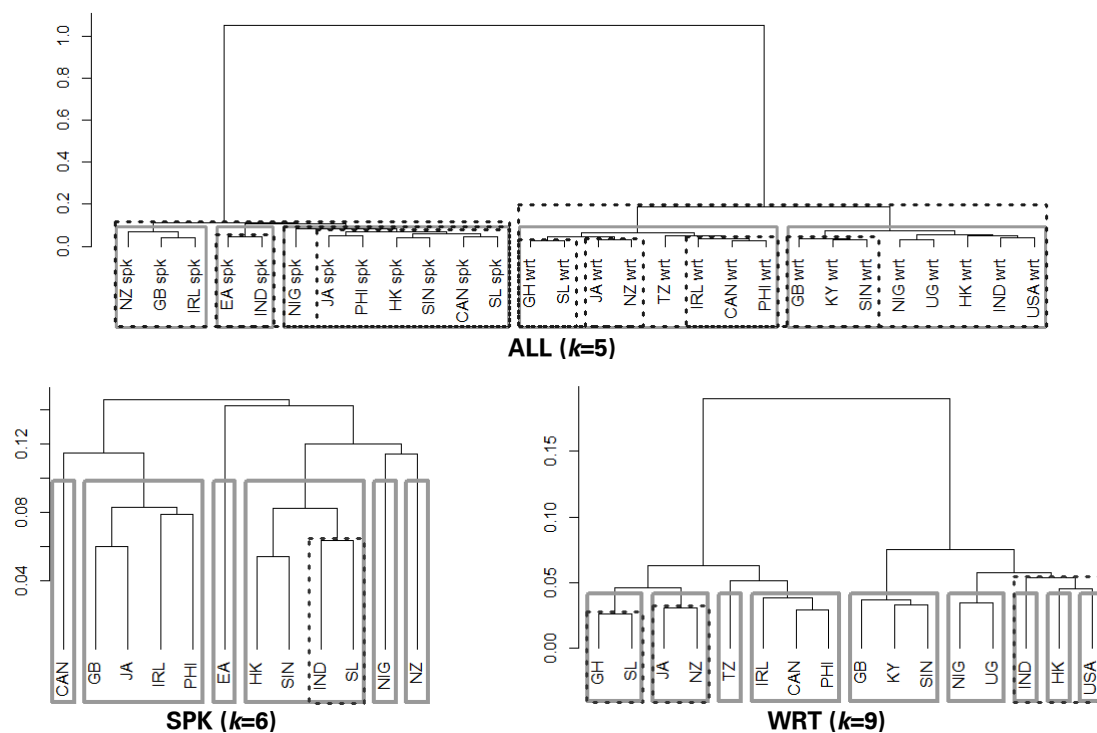 1.0
0.8
0.6
0.4
0.2
0.0
NZ spk
GB spk
IRL spk
EA spk
IND spk
NIG spk
JA spk
PHI spk
HK spk
SIN spk
CAN spk
SL spk
GH wrt
SL wrt
JA wrt
NZ wrt
TZ wrt
IRL wrt
CAN wrt
PHI wrt
GB wrt
KY wrt
SIN wrt
NIG wrt
UG wrt
HK wrt
IND wrt
USA wrt
ALL (k=5)
0.12
0.08
0.04
CAN
GB
JA
IRL
PHI
EA
HK
SIN
IND
SL
NIG
NZ
SPK (k=6)
0.15
0.10
0.05
0.00
GH
SL
JA
NZ
TZ
IRL
CAN
PHI
GB
KY
SIN
NIG
UG
IND
HK
USA
WRT (k=9)